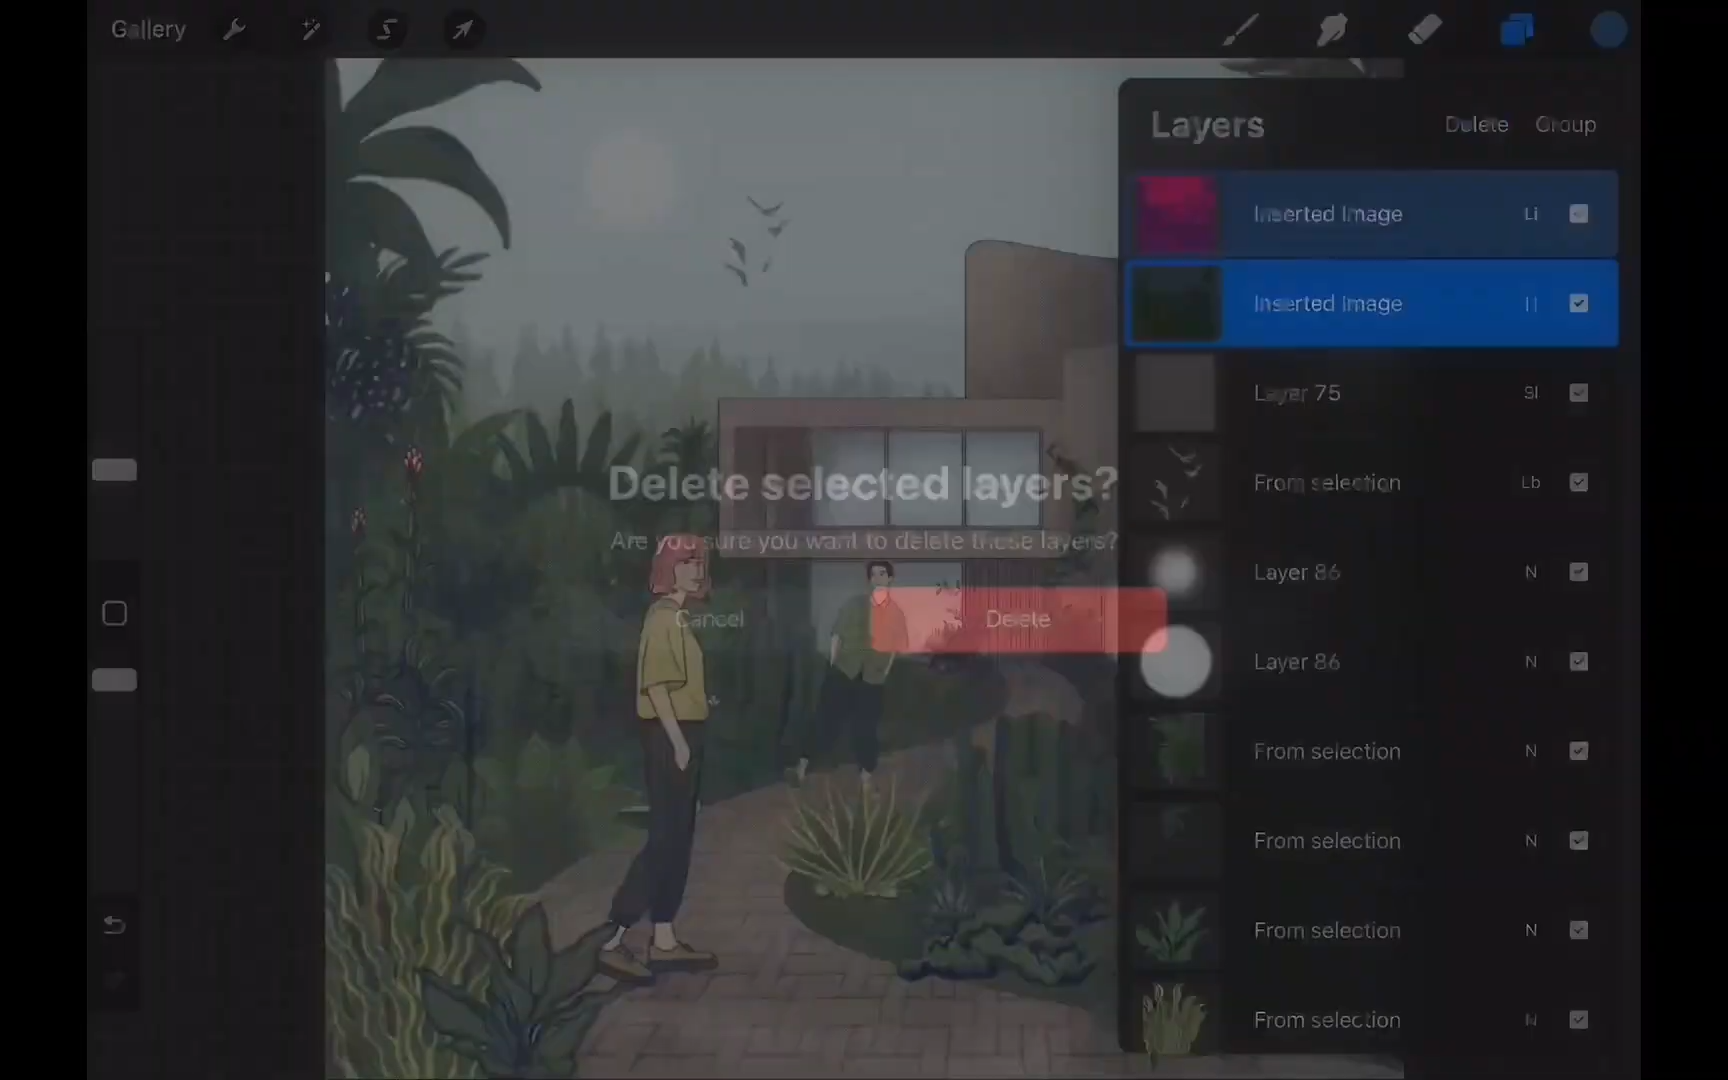 Gallery
Layers
Delete Group
Inserted Image Li
Inserted Image
Layer 75
From selection Lb
Layer 86 N
Layer 86 N
From selection N
From selection N
From selection N
From selection N
Delete selected layers?
Are you sure you want to delete these layers?
Cancel
Delete